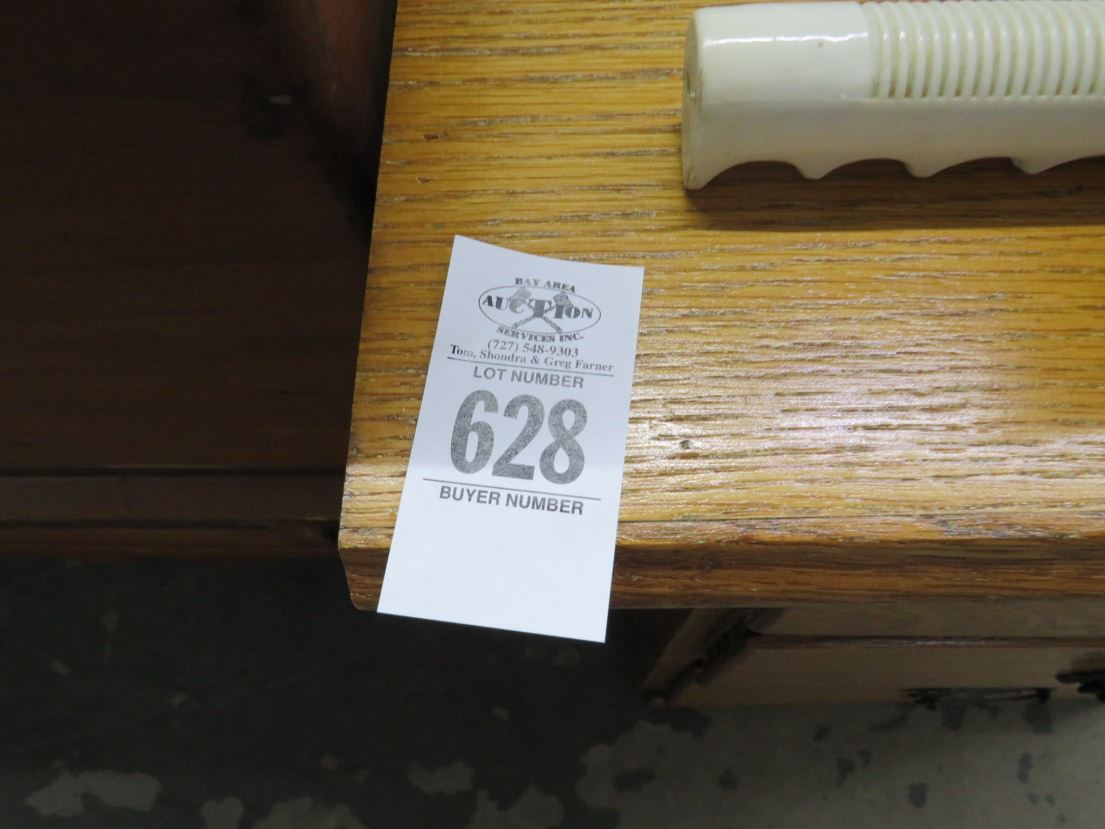 BAY AREA
AUCTION
SERVICES INC.
(727) 548-9303
Tom, Shondra & Greg Farner
LOT NUMBER
628
BUYER NUMBER